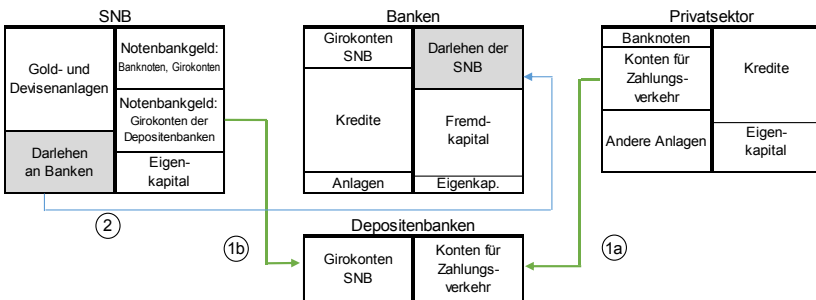 SNB
Gold- und
Devisenanlagen
Darlehen
an Banken
Notenbankgeld:
Banknoten, Girokonten
Notenbankgeld:
Girokonten der
Depositenbanken
Eigen-
kapital
Banken
Girokonten
SNB
Kredite
Anlagen
Darlehen der
SNB
Fremd-
kapital
Eigenkap.
Privatsektor
Banknoten
Konten für
Zahlungs-
verkehr
Andere Anlagen
Kredite
Eigen-
kapital
2
1b
1a
Depositenbanken
Girokonten
SNB
Konten für
Zahlungs-
verkehr